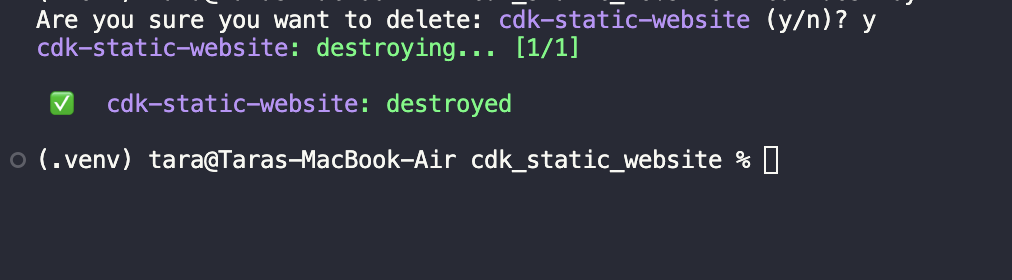 Are you sure you want to delete: cdk-static-website (y/n)? y
cdk-static-website: destroying... [1/1]
✅ cdk-static-website: destroyed
(.venv) tara@Taras-MacBook-Air cdk_static_website %